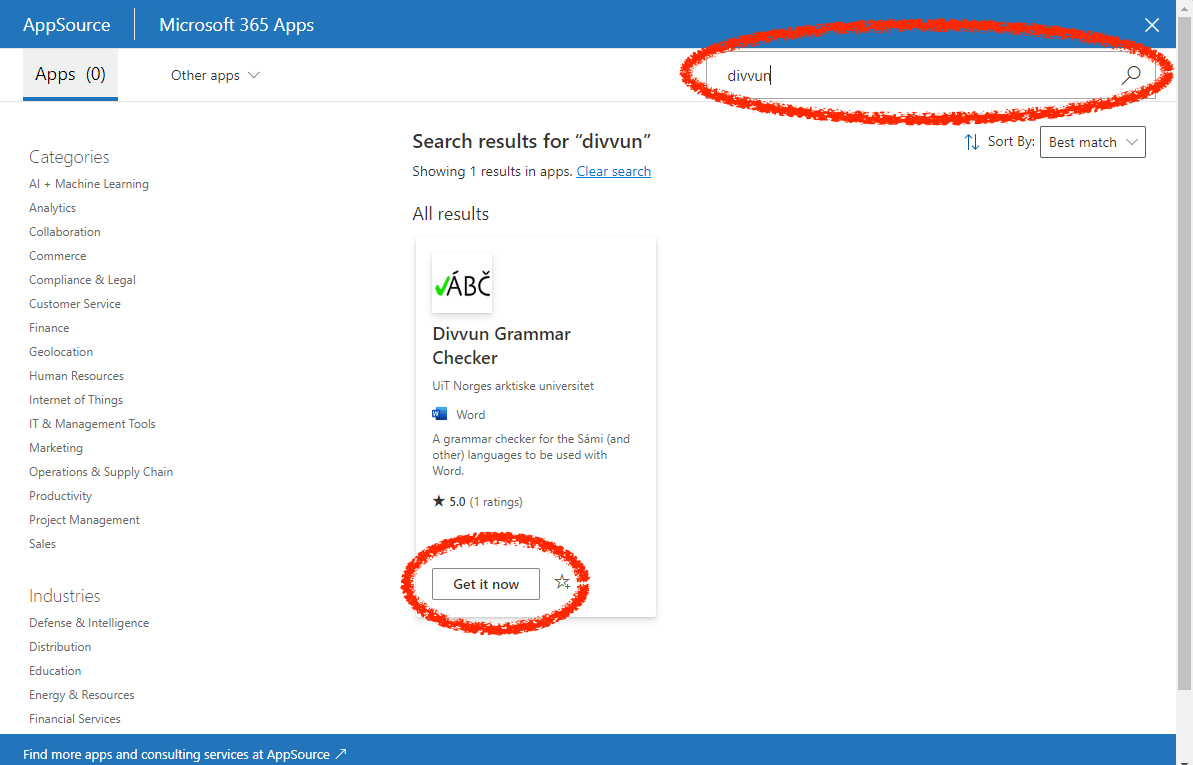 AppSource
Microsoft 365 Apps
Apps (0)
Other apps
divvun
Search results for “divvun”
Sort By:
Best match
Showing 1 results in apps. Clear search
All results
Categories
AI + Machine Learning
Analytics
Collaboration
Commerce
Compliance & Legal
Customer Service
Finance
Geolocation
Human Resources
Internet of Things
IT & Management Tools
Marketing
Operations & Supply Chain
Productivity
Project Management
Sales
Industries
Defense & Intelligence
Distribution
Education
Energy & Resources
Financial Services
ÁBČ
Divvun Grammar
Checker
UiT Norges arktiske universitet
Word
A grammar checker for the Sámi (and
other) languages to be used with
Word.
5.0 (1 ratings)
Get it now
Find more apps and consulting services at AppSource